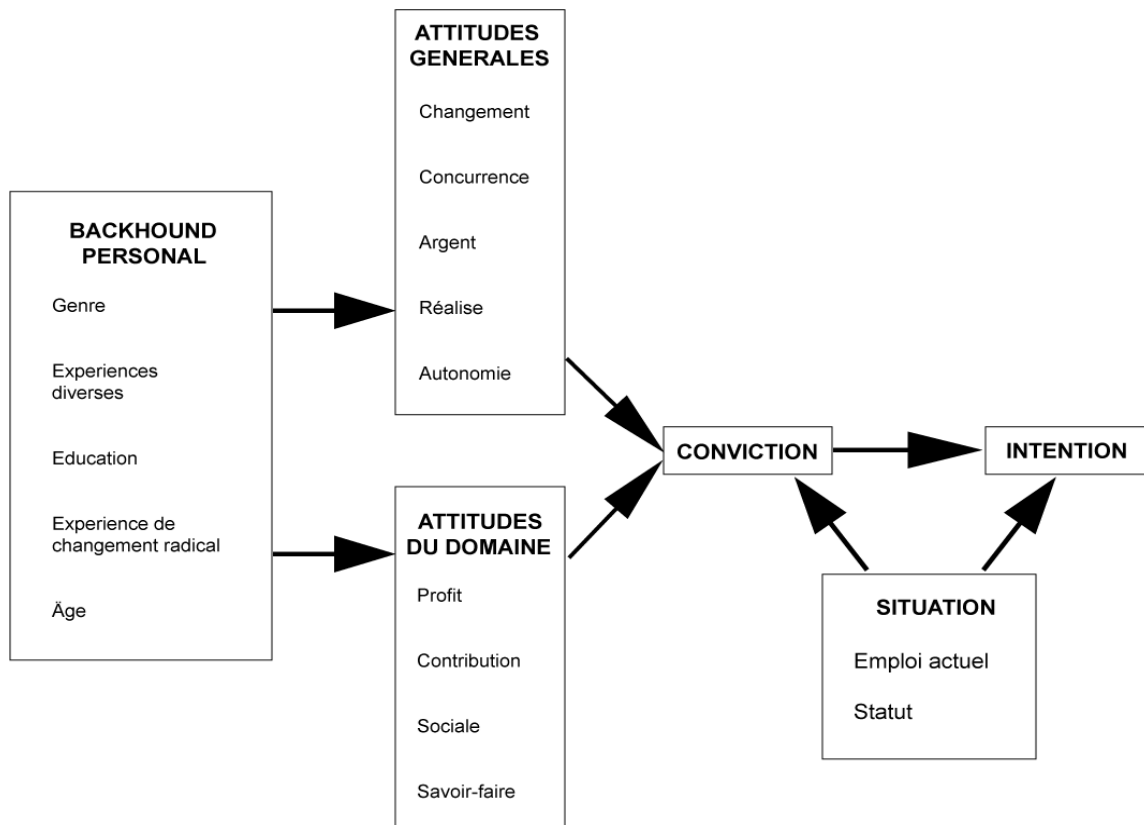 BACKHOUND
PERSONAL
Genre
Experiences
diverses
Education
Experience de
changement radical
Äge
ATTITUDES
GENERALES
Changement
Concurrence
Argent
Réalise
Autonomie
ATTITUDES
DU DOMAINE
Profit
Contribution
Sociale
Savoir-faire
CONVICTION
INTENTION
SITUATION
Emploi actuel
Statut